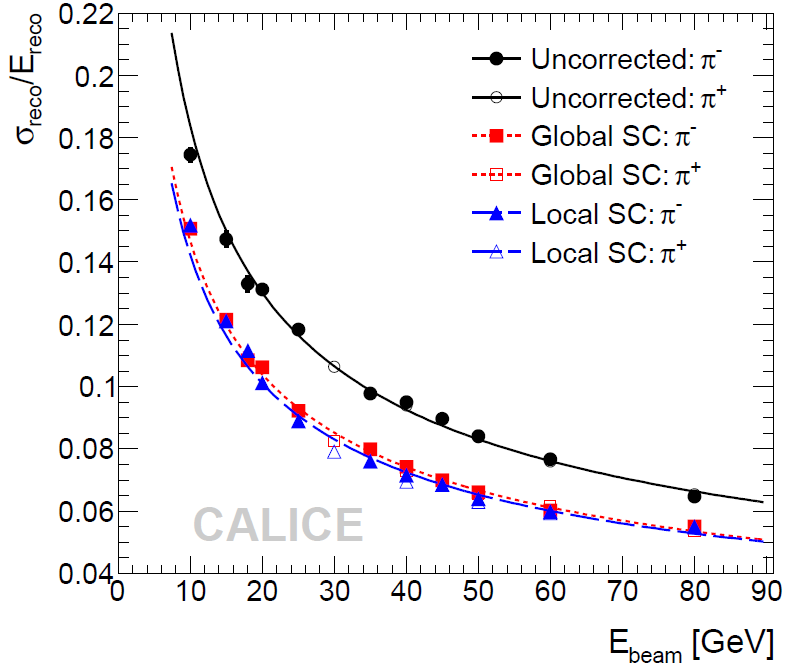 σreco/Ereco
0.22
0.2
0.18
0.16
0.14
0.12
0.1
0.08
0.06
0.04
Uncorrected: π-
Uncorrected: π+
Global SC: π-
Global SC: π+
Local SC: π-
Local SC: π+
CALICE
0 10 20 30 40 50 60 70 80 90
Ebeam [GeV]